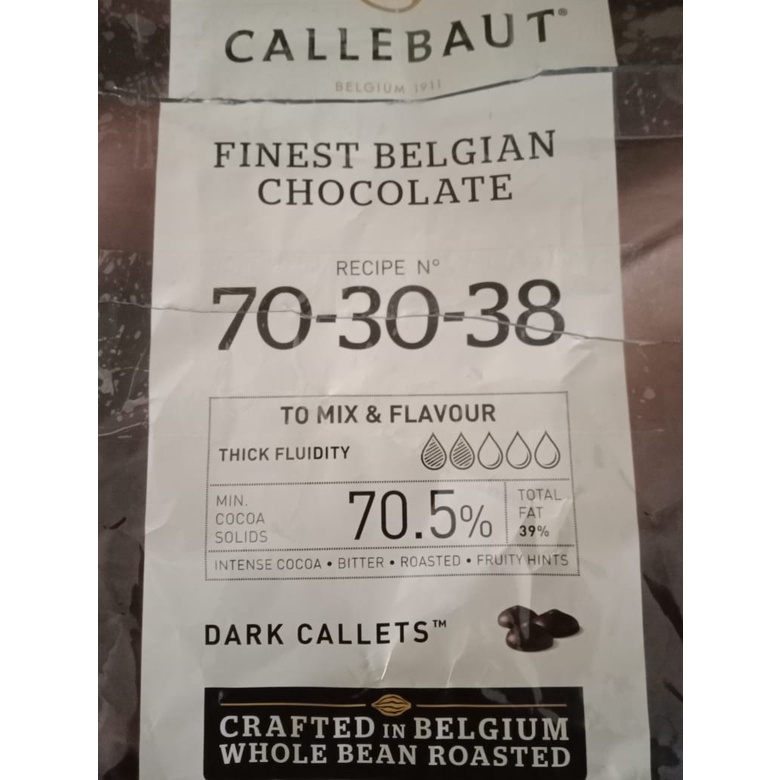 CALLEBAUT®
BELGIUM 1911
FINEST BELGIAN
CHOCOLATE
RECIPE N°
70-30-38
TO MIX & FLAVOUR
THICK FLUIDITY
MIN.
COCOA
SOLIDS
70.5%
TOTAL
FAT
39%
INTENSE COCOA • BITTER • ROASTED • FRUITY HINTS
DARK CALLETS™
CRAFTED IN BELGIUM
WHOLE BEAN ROASTED